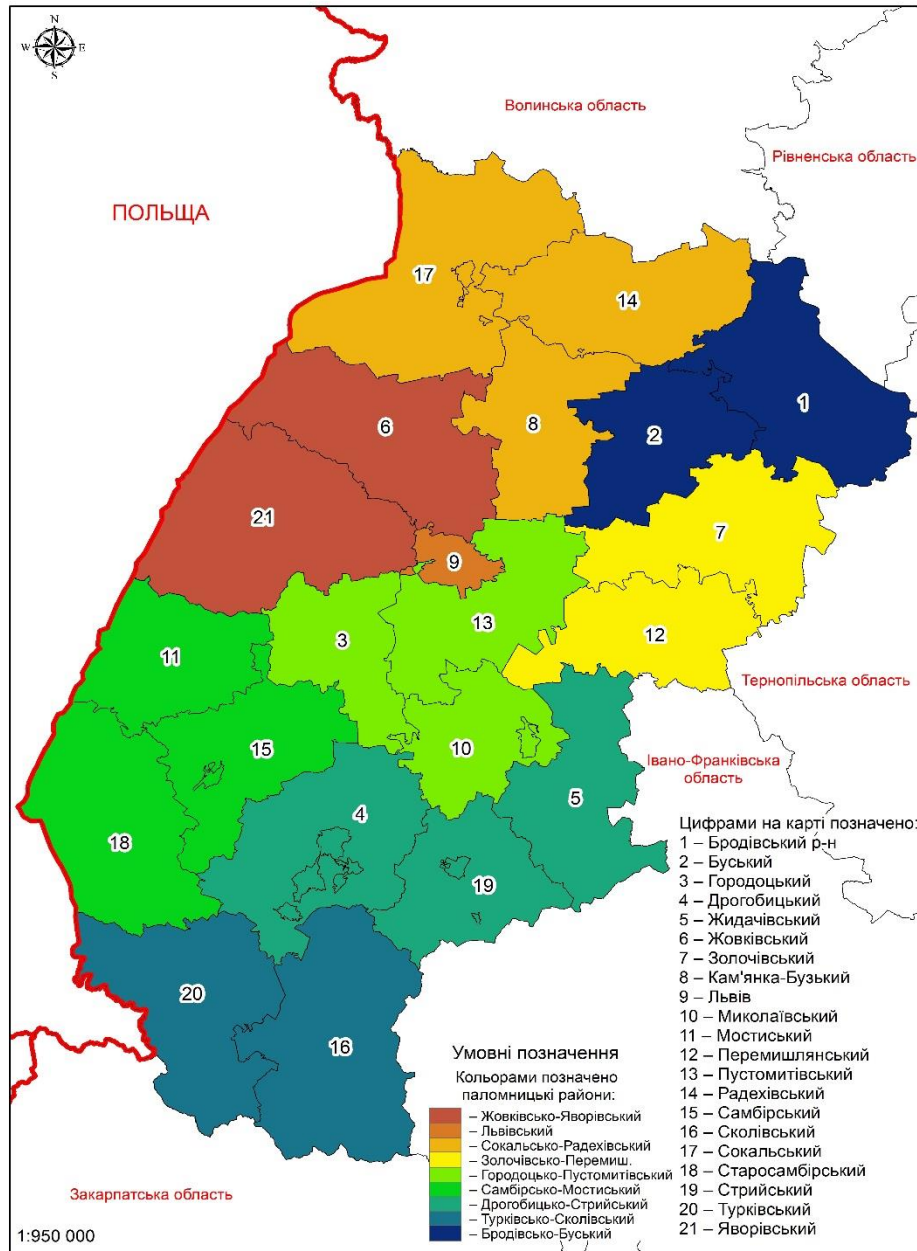 N
W E
S
Волинська область
Рівненська область
ПОЛЬЩА
17
14
1
6
8
2
21
7
9
13
3
12
11
Тернопільська область
15
10
Івано-Франківська
область
5
4
18
19
20
16
Цифрами на карті позначено:
1 – Бродівський р-н
2 – Буський
3 – Городоцький
4 – Дрогобицький
5 – Жидачівський
6 – Жовківський
7 – Золочівський
8 – Кам'янка-Бузький
9 – Львів
10 – Миколаївський
11 – Мостиський
12 – Перемишлянський
13 – Пустомитівський
14 – Радехівський
15 – Самбірський
16 – Сколівський
17 – Сокальський
18 – Старосамбірський
19 – Стрийський
20 – Турківський
21 – Яворівський
Умовні позначення
Кольорами позначено
паломницькі райони:
– Жовківсько-Яворівський
– Львівський
– Сокальсько-Радехівський
– Золочівсько-Перемиш.
– Городоцько-Пустомитівський
– Самбірсько-Мостиський
– Дрогобицько-Стрийський
– Турківсько-Сколівський
– Бродівсько-Буський
Закарпатська область
1:950 000